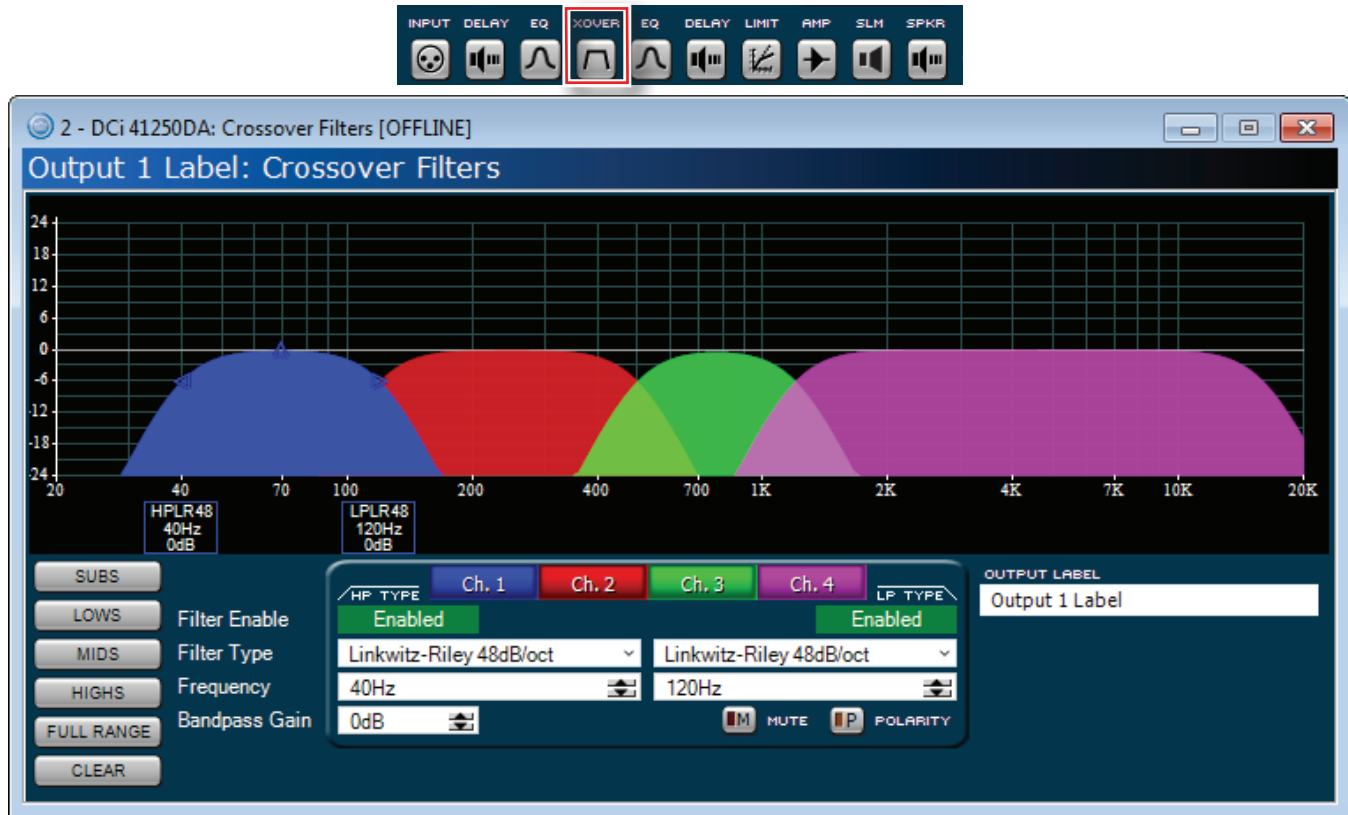 INPUT DELAY EQ XOVER EQ DELAY LIMIT AMP SLM SPKR
2 - DCi 41250DA: Crossover Filters [OFFLINE]
Output 1 Label: Crossover Filters
24
18
12
6
0
-6
-12
-18
-24
20 40 70 100 200 400 700 1K 2K 4K 7K 10K 20K
HPLR48
40Hz
0dB
LPLR48
120Hz
0dB
SUBS
LOWS
MIDS
HIGHS
FULL RANGE
CLEAR
HP TYPE Ch. 1 Ch. 2 Ch. 3 Ch. 4 LP TYPE
Filter Enable Enabled Enabled
Filter Type Linkwitz-Riley 48dB/oct Linkwitz-Riley 48dB/oct
Frequency 40Hz 120Hz
Bandpass Gain 0dB M MUTE P POLARITY
OUTPUT LABEL
Output 1 Label